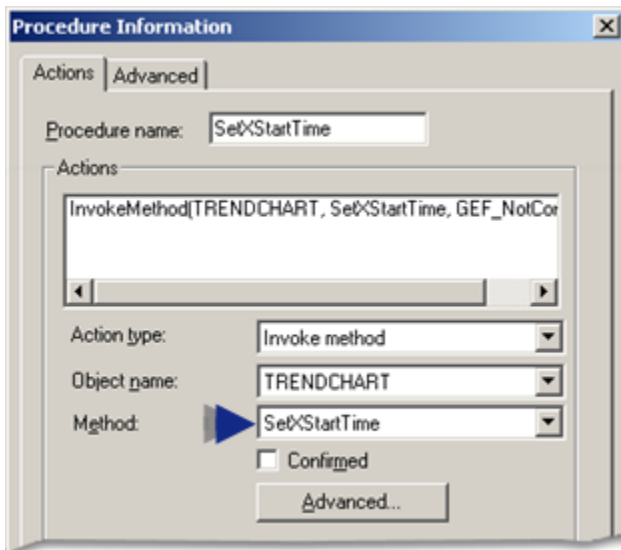 Procedure Information
Actions Advanced
Procedure name: SetXStartTime
Actions
InvokeMethod(TRENDCHART, SetXStartTime, GEF_NotCor
Action type: Invoke method
Object name: TRENDCHART
Method: SetXStartTime
Confirmed
Advanced...